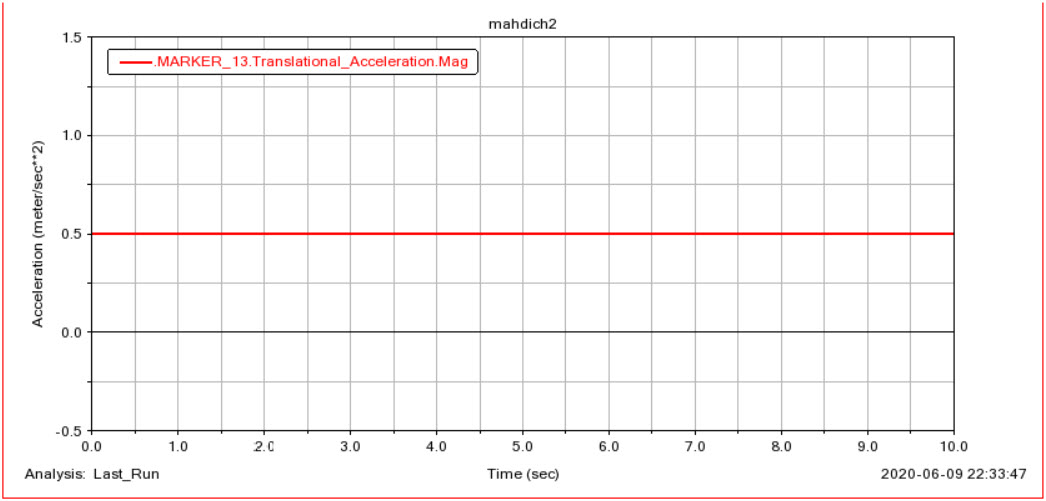 mahdich2
1.5
.MARKER_13.Translational_Acceleration.Mag
1.0
0.5
0.0
-0.5
Acceleration (meter/sec**2)
0.0 1.0 2.0 3.0 4.0 5.0 6.0 7.0 8.0 9.0 10.0
Analysis: Last_Run Time (sec) 2020-06-09 22:33:47